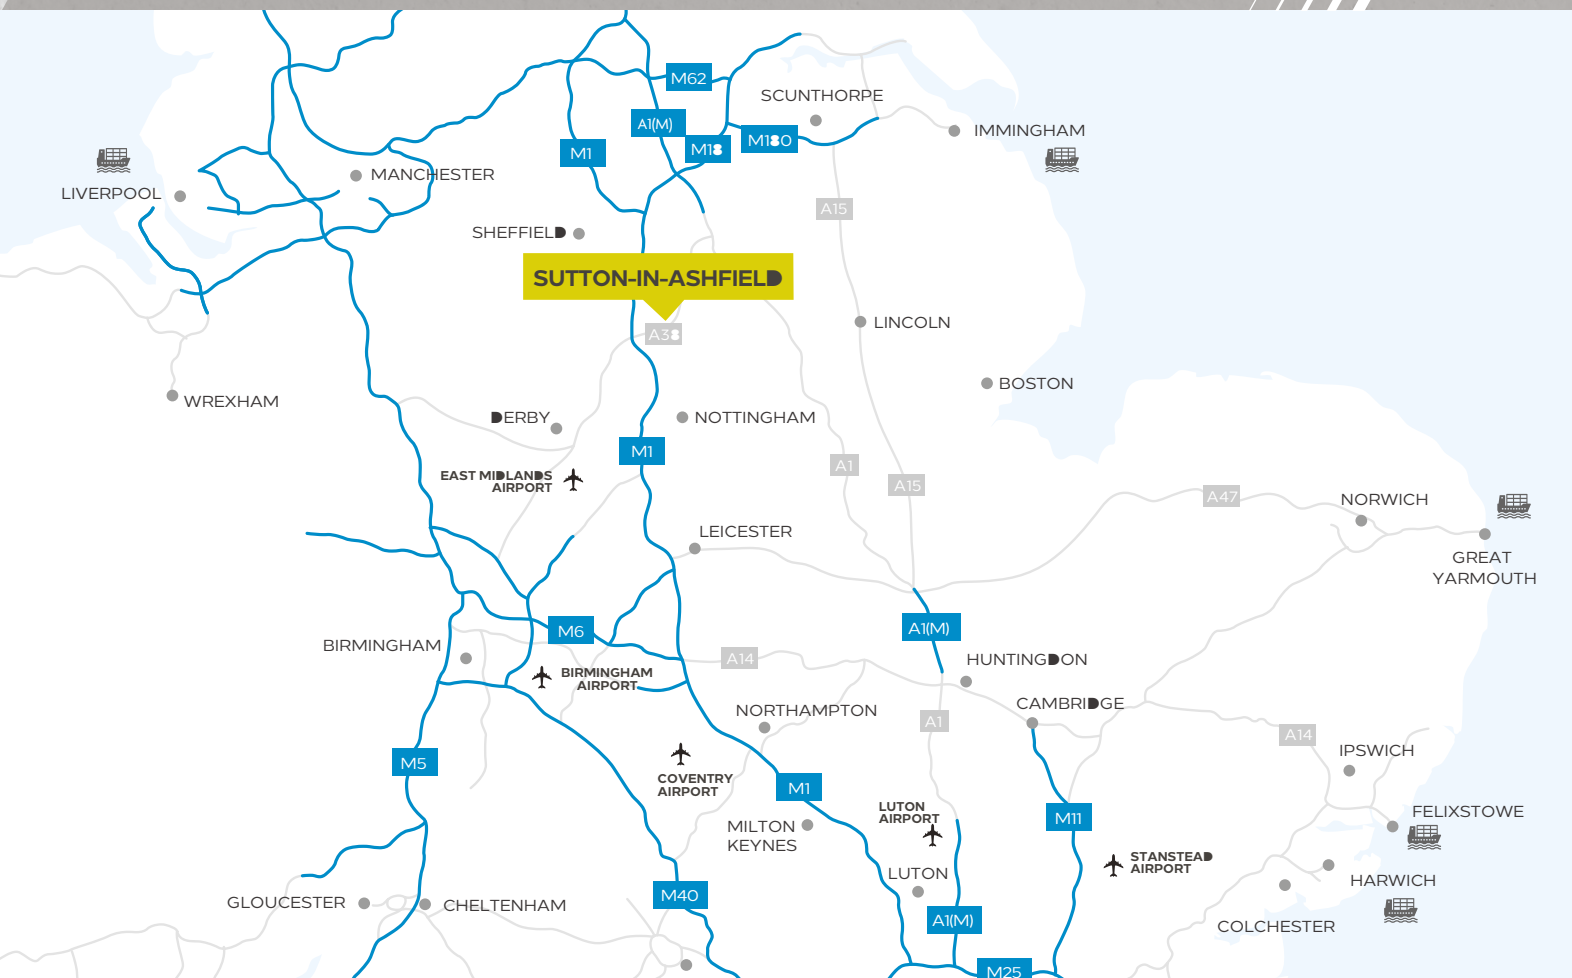 M62
SCUNTHORPE
A1(M)
IMMINGHAM
M180
M18
M1
MANCHESTER
LIVERPOOL
A15
SHEFFIELD
SUTTON-IN-ASHFIELD
LINCOLN
A38
BOSTON
WREXHAM
DERBY
NOTTINGHAM
M1
A1
EAST MIDLANDS
AIRPORT
A15
A47
NORWICH
LEICESTER
GREAT
YARMOUTH
M6
A1(M)
BIRMINGHAM
A14
HUNTINGDON
BIRMINGHAM
AIRPORT
CAMBRIDGE
NORTHAMPTON
A1
A14
IPSWICH
M5
COVENTRY
AIRPORT
M1
LUTON
AIRPORT
FELIXSTOWE
M11
MILTON
KEYNES
STANSTEAD
AIRPORT
LUTON
HARWICH
M40
GLOUCESTER
CHELTENHAM
A1(M)
COLCHESTER
M25